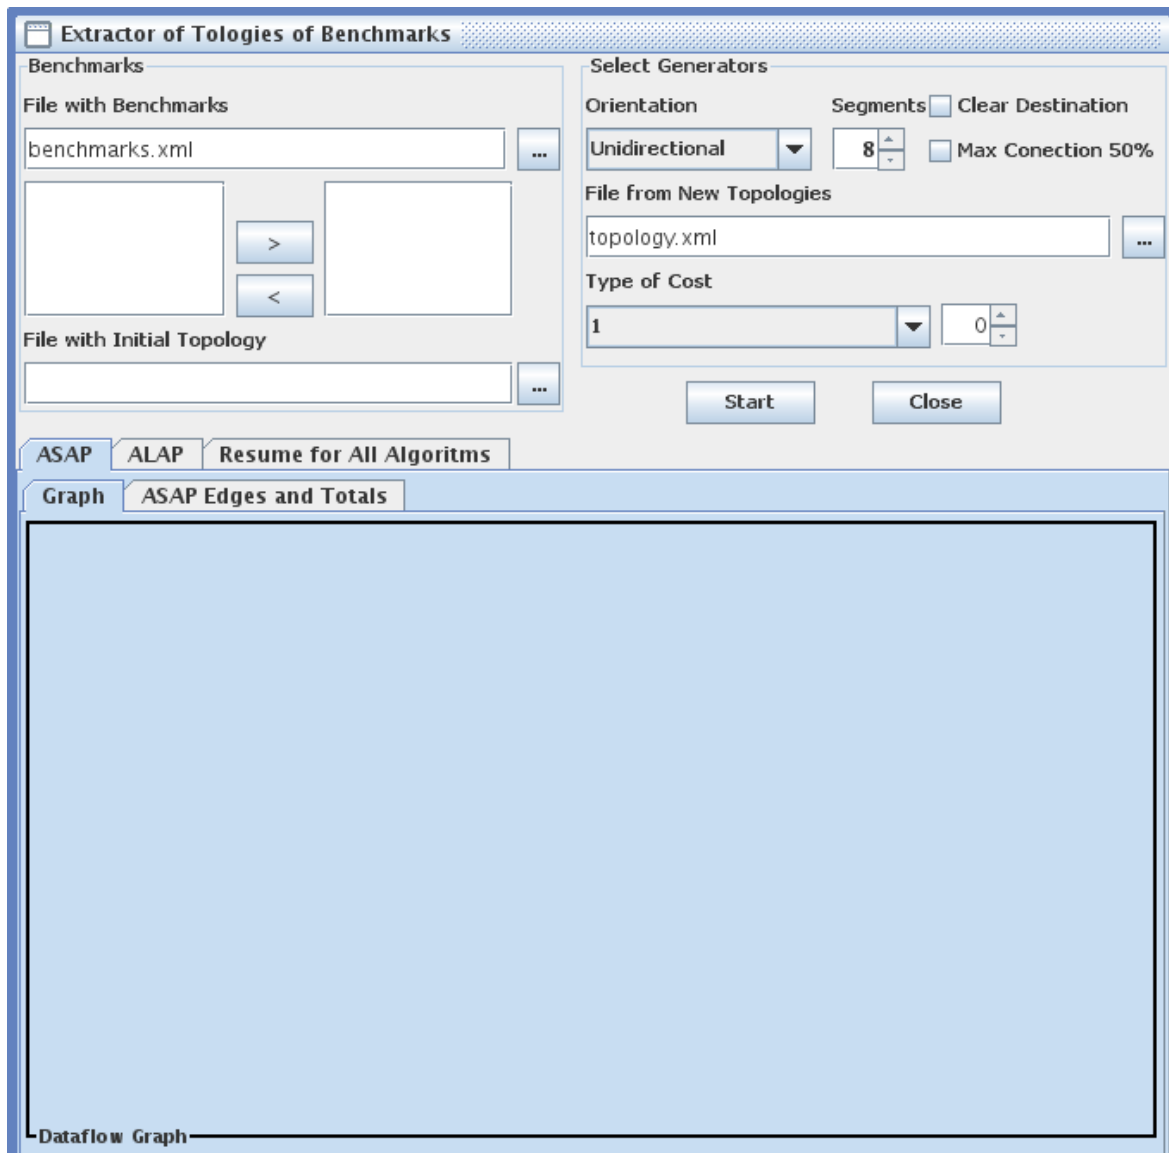 Extractor of Tologies of Benchmarks
Benchmarks
File with Benchmarks
benchmarks.xml ...
>
<
File with Initial Topology
...
Select Generators
Orientation Segments Clear Destination
Unidirectional 8 Max Conection 50%
File from New Topologies
topology.xml ...
Type of Cost
1 0
Start Close
ASAP ALAP Resume for All Algoritms
Graph ASAP Edges and Totals
Dataflow Graph